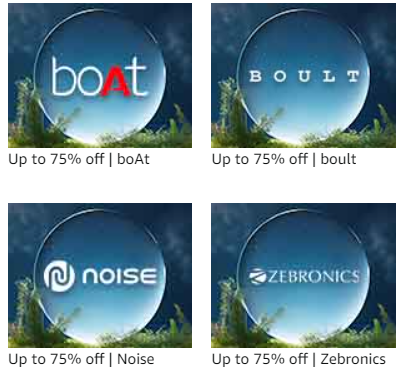 boAt
BOULT
Up to 75% off | boAt
Up to 75% off | boult
NOISE
ZEBRONICS
Up to 75% off | Noise
Up to 75% off | Zebronics